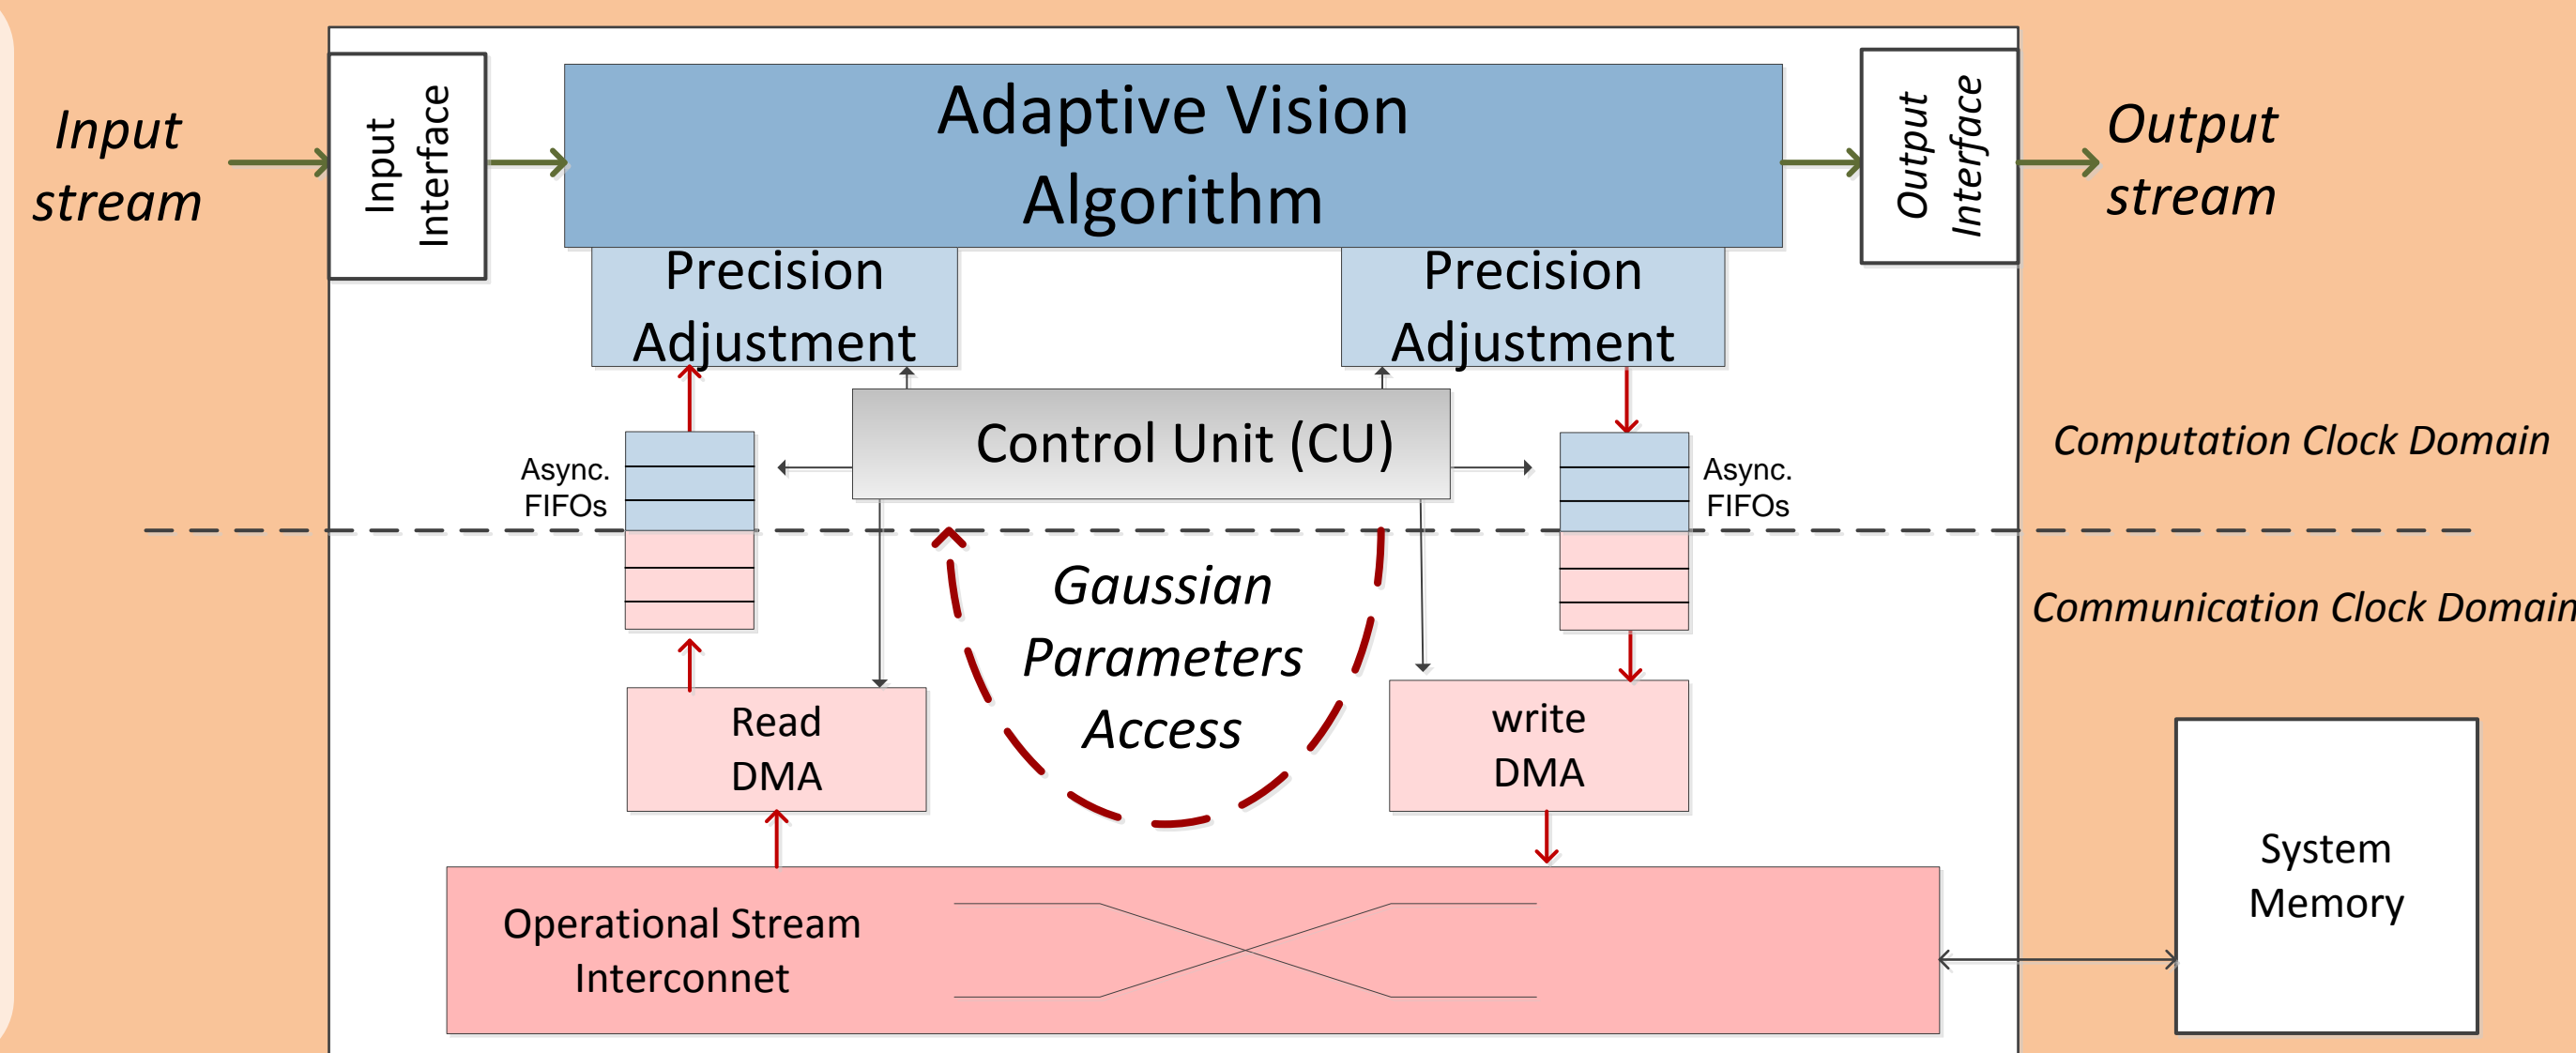 Input
stream
Input
Interface
Adaptive Vision
Algorithm
Output
Interface
Output
stream
Precision
Adjustment
Precision
Adjustment
Control Unit (CU)
Async.
FIFOs
Async.
FIFOs
Computation Clock Domain
Communication Clock Domain
Gaussian
Parameters
Access
Read
DMA
write
DMA
System
Memory
Operational Stream
Interconnet